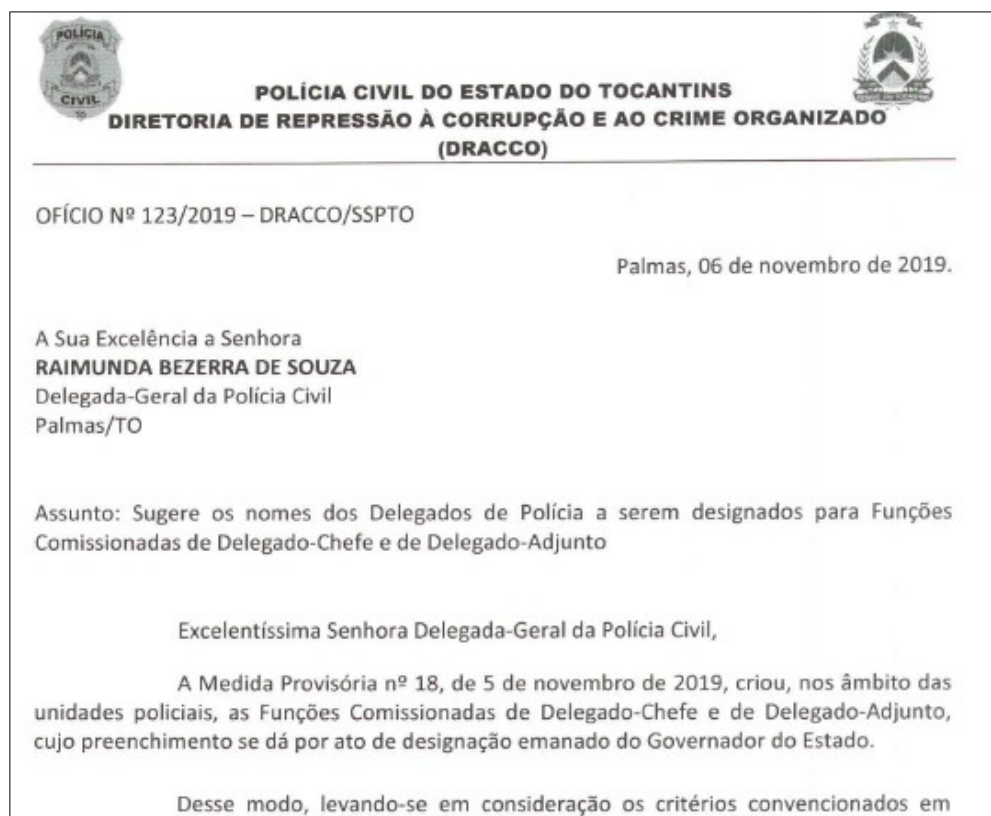 POLÍCIA
CIVIL
TO
POLÍCIA CIVIL DO ESTADO DO TOCANTINS
DIRETORIA DE REPRESSÃO À CORRUPÇÃO E AO CRIME ORGANIZADO
(DRACCO)
OFÍCIO Nº 123/2019 – DRACCO/SSPTO
Palmas, 06 de novembro de 2019.
A Sua Excelência a Senhora
RAIMUNDA BEZERRA DE SOUZA
Delegada-Geral da Polícia Civil
Palmas/TO
Assunto: Sugere os nomes dos Delegados de Polícia a serem designados para Funções
Comissionadas de Delegado-Chefe e de Delegado-Adjunto
Excelentíssima Senhora Delegada-Geral da Polícia Civil,
A Medida Provisória nº 18, de 5 de novembro de 2019, criou, nos âmbito das
unidades policiais, as Funções Comissionadas de Delegado-Chefe e de Delegado-Adjunto,
cujo preenchimento se dá por ato de designação emanado do Governador do Estado.
Desse modo, levando-se em consideração os critérios convencionados em